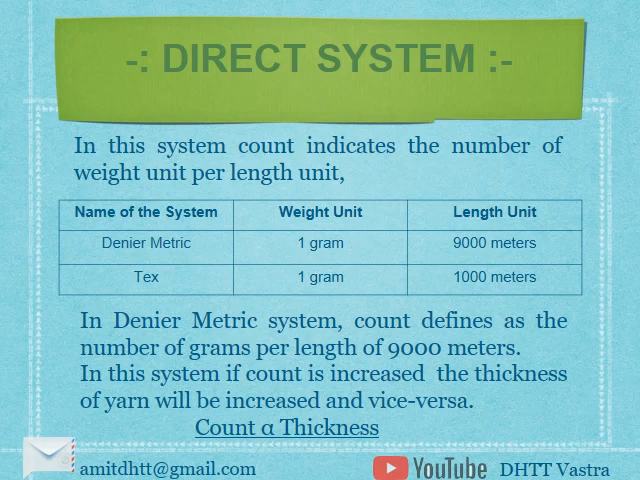 -: DIRECT SYSTEM :-
In this system count indicates the number of
weight unit per length unit,
Name of the System Weight Unit Length Unit
Denier Metric 1 gram 9000 meters
Tex 1 gram 1000 meters
In Denier Metric system, count defines as the
number of grams per length of 9000 meters.
In this system if count is increased the thickness
of yarn will be increased and vice-versa.
Count α Thickness
amitdhtt@gmail.com YouTube DHTT Vastra